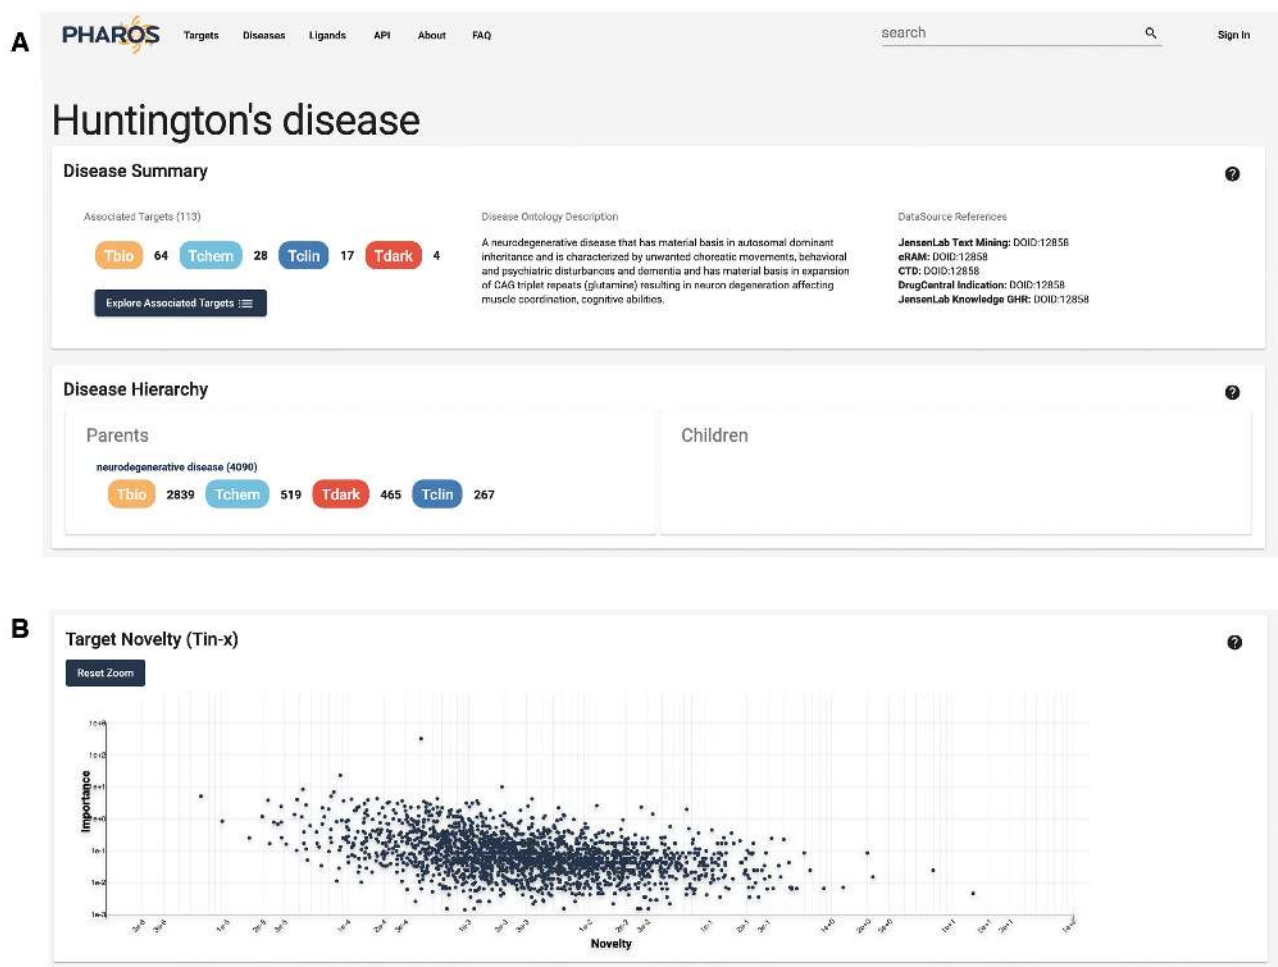 A
PHAROS Targets Diseases Ligands API About FAQ search Sign In
Huntington's disease
Disease Summary
Associated Targets (113)
Tbio 64 Tchem 28 Tclin 17 Tdark 4
Explore Associated Targets
Disease Ontology Description
A neurodegenerative disease that has material basis in autosomal dominant
inheritance and is characterized by unwanted choreatic movements, behavioral
and psychiatric disturbances and dementia and has material basis in expansion
of CAG triplet repeats (glutamine) resulting in neuron degeneration affecting
muscle coordination, cognitive abilities.
DataSource References
JensenLab Text Mining: DOID:12858
eRAM: DOID:12858
CTD: DOID:12858
DrugCentral Indication: DOID:12858
JensenLab Knowledge GHR: DOID:12858
Disease Hierarchy
Parents
neurodegenerative disease (4090)
Tbio 2839 Tchem 519 Tdark 465 Tclin 267
Children
B
Target Novelty (Tin-x)
Reset Zoom
Importance
1e-1
1e-2
1e-3
Novelty